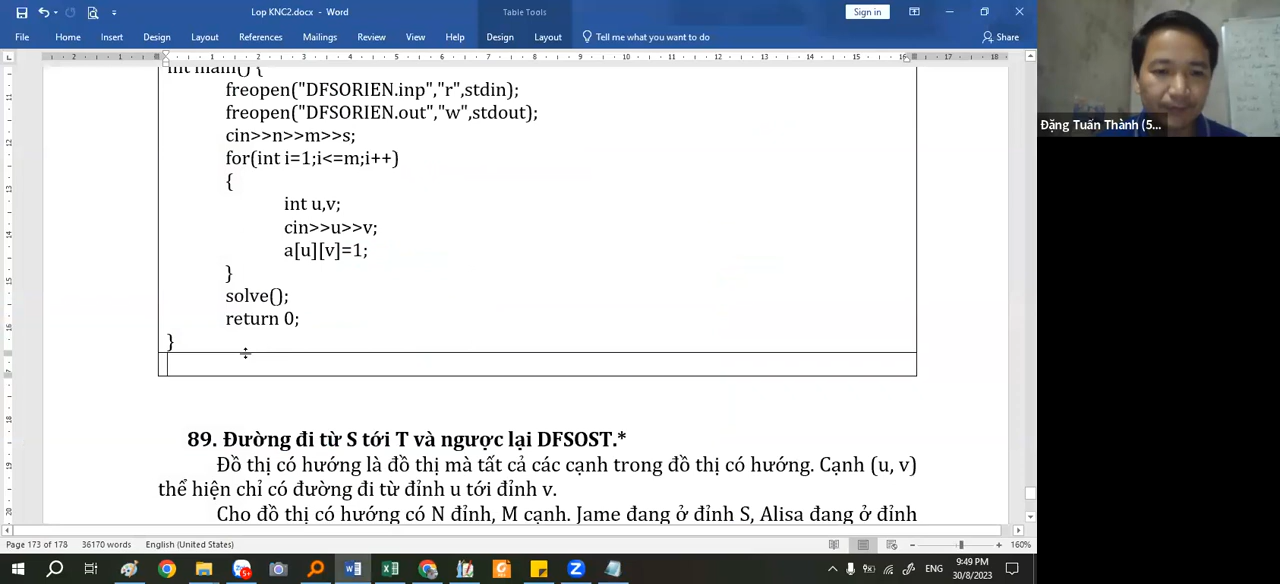 Lop KNC2.docx - Word
Table Tools
Sign in
File
Home
Insert
Design
Layout
References
Mailings
Review
View
Help
Design
Layout
Tell me what you want to do
Share
int main() {
freopen("DFSORIEN.inp","r",stdin);
freopen("DFSORIEN.out","w",stdout);
cin>>n>>m>>s;
for(int i=1;i<=m;i++)
{
int u,v;
cin>>u>>v;
a[u][v]=1;
}
solve();
return 0;
}
89. Đường đi từ S tới T và ngược lại DFSOST.*
Đồ thị có hướng là đồ thị mà tất cả các cạnh trong đồ thị có hướng. Cạnh (u, v)
thể hiện chỉ có đường đi từ đỉnh u tới đỉnh v.
Cho đồ thị có hướng có N đỉnh, M cạnh. Jame đang ở đỉnh S, Alisa đang ở đỉnh
Đặng Tuấn Thành (5...
Page 173 of 178
36170 words
English (United States)
160%
ENG
9:49 PM
30/8/2023